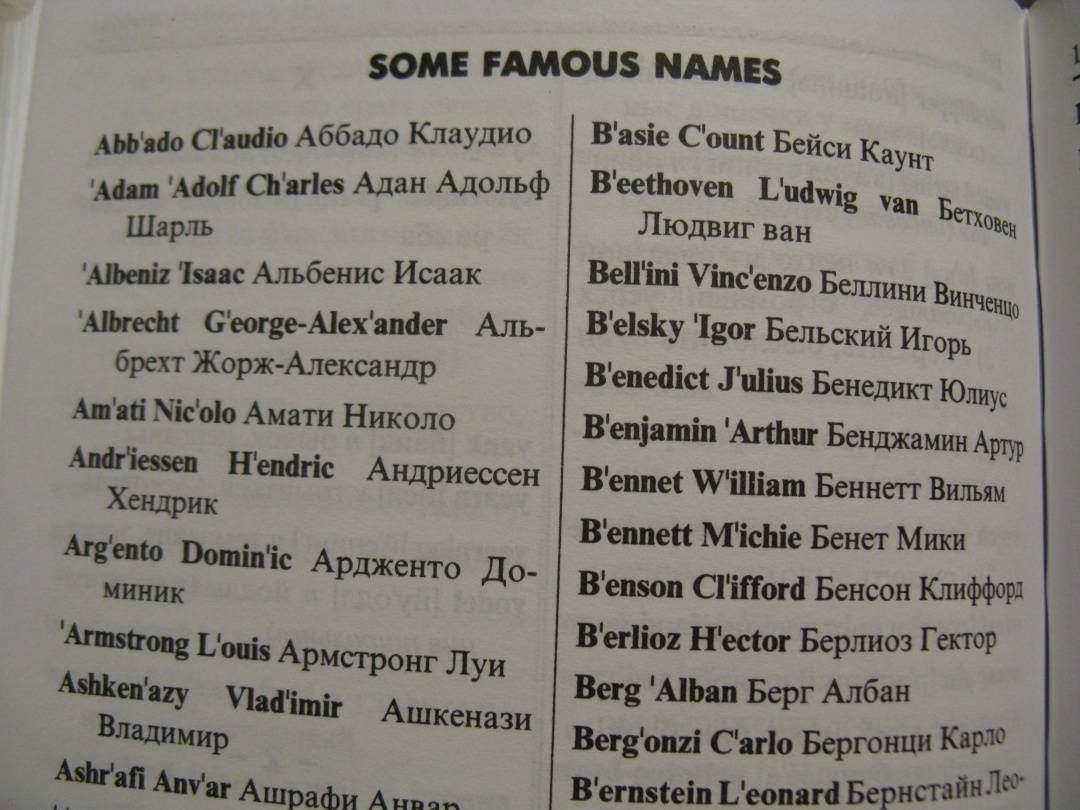 SOME FAMOUS NAMES
Abb'ado Cl'audio Аббадо Клаудио
'Adam 'Adolf Ch'arles Адан Адольф
Шарль
'Albeniz 'Isaac Альбенис Исаак
'Albrecht G'eorge-Alex'ander Аль-
брехт Жорж-Александр
Am'ati Nic'olo Амати Николо
Andr'iessen H'endric Андриессен
Хендрик
Arg'ento Domin'ic Ардженто До-
миник
'Armstrong L'ouis Армстронг Луи
Ashken'azy Vlad'imir Ашкенази
Владимир
Ashr'afi Anv'ar Ашрафи Анвар
B'asie C'ount Бейси Каунт
B'eethoven L'udwig van Бетховен
Людвиг ван
Bell'ini Vinc'enzo Беллини Винченцо
B'elsky 'Igor Бельский Игорь
B'enedict J'ulius Бенедикт Юлиус
B'enjamin 'Arthur Бенджамин Артур
B'ennet W'illiam Беннетт Вильям
B'ennett M'ichie Бенет Мики
B'enson Cl'ifford Бенсон Клиффорд
B'erlioz H'ector Берлиоз Гектор
Berg 'Alban Берг Албан
Berg'onzi C'arlo Бергонци Карло
B'ernstein L'eonard Бернстайн Лео-